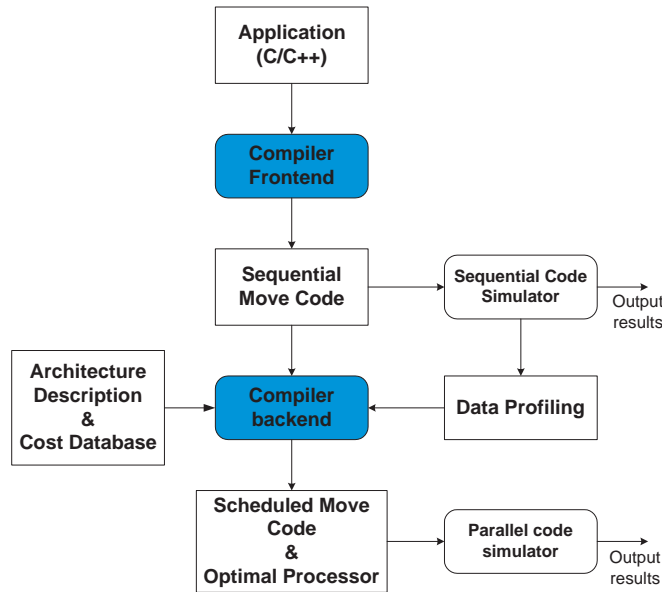 Application
(C/C++)
Compiler
Frontend
Sequential
Move Code
Sequential Code
Simulator
Output
results
Architecture
Description
&
Cost Database
Compiler
backend
Data Profiling
Scheduled Move
Code
&
Optimal Processor
Parallel code
simulator
Output
results